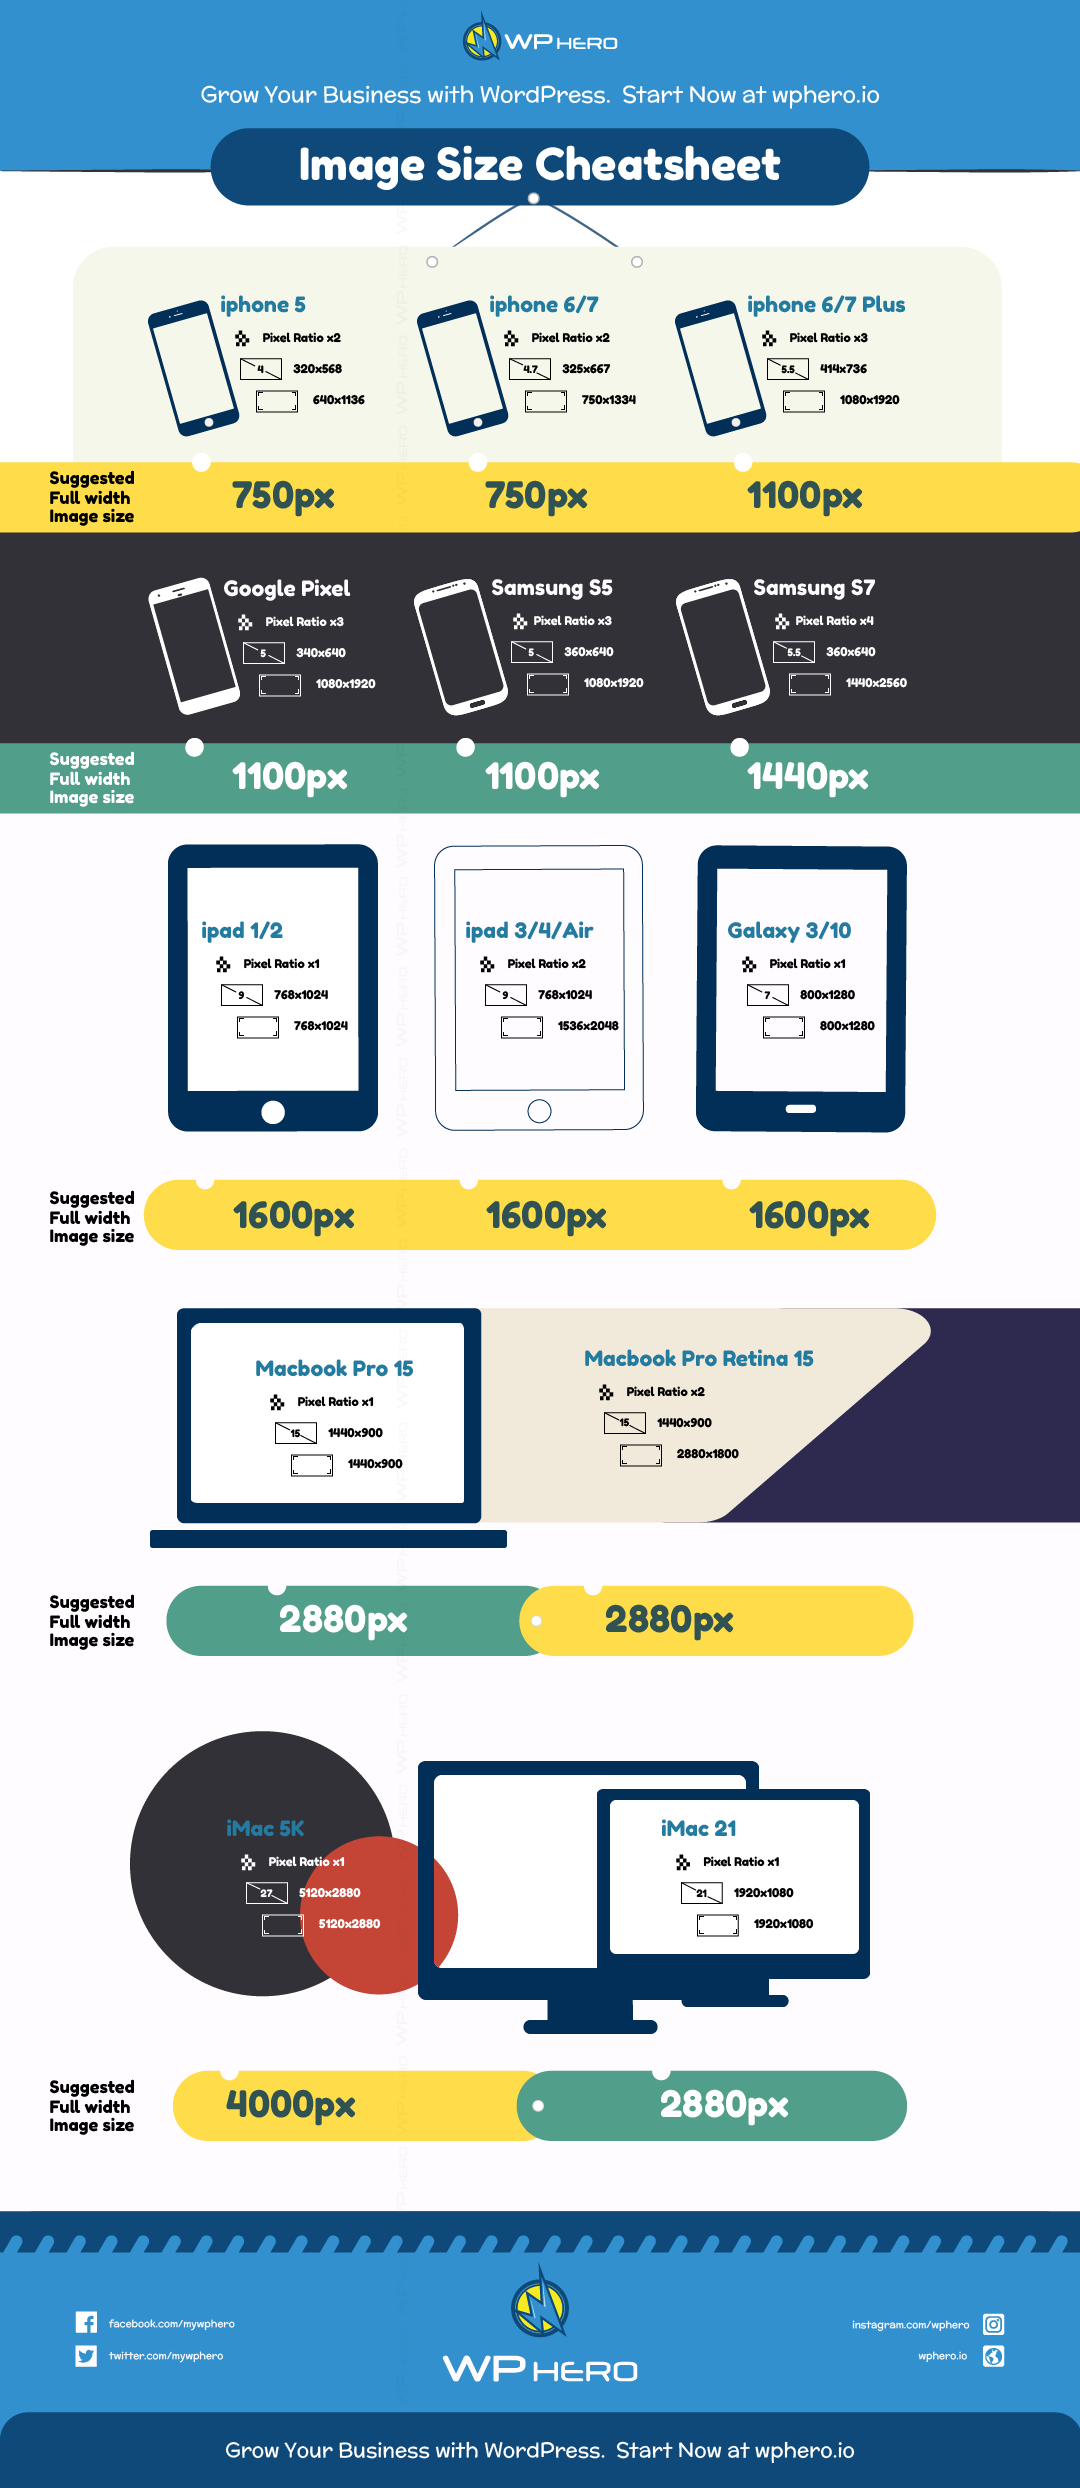 WP HERO
Grow Your Business with WordPress. Start Now at wphero.io
Image Size Cheatsheet
iphone 5
Pixel Ratio x2
4
320x568
640x1136
iphone 6/7
Pixel Ratio x2
4.7
325x667
750x1334
iphone 6/7 Plus
Pixel Ratio x3
5.5
414x736
1080x1920
Suggested
Full width
Image size
750px
750px
1100px
Google Pixel
Pixel Ratio x3
5
340x640
1080x1920
Samsung S5
Pixel Ratio x3
5
360x640
1080x1920
Samsung S7
Pixel Ratio x4
5.5
360x640
1440x2560
Suggested
Full width
Image size
1100px
1100px
1440px
ipad 1/2
Pixel Ratio x1
9
768x1024
768x1024
ipad 3/4/Air
Pixel Ratio x2
9
768x1024
1536x2048
Galaxy 3/10
Pixel Ratio x1
7
800x1280
800x1280
Suggested
Full width
Image size
1600px
1600px
1600px
Macbook Pro 15
Pixel Ratio x1
15
1440x900
1440x900
Macbook Pro Retina 15
Pixel Ratio x2
15
1440x900
2880x1800
Suggested
Full width
Image size
2880px
2880px
iMac 5K
Pixel Ratio x1
27
5120x2880
5120x2880
iMac 21
Pixel Ratio x1
21
1920x1080
1920x1080
Suggested
Full width
Image size
4000px
2880px
facebook.com/mywphero
twitter.com/mywphero
WP HERO
instagram.com/wphero
wphero.io
Grow Your Business with WordPress. Start Now at wphero.io